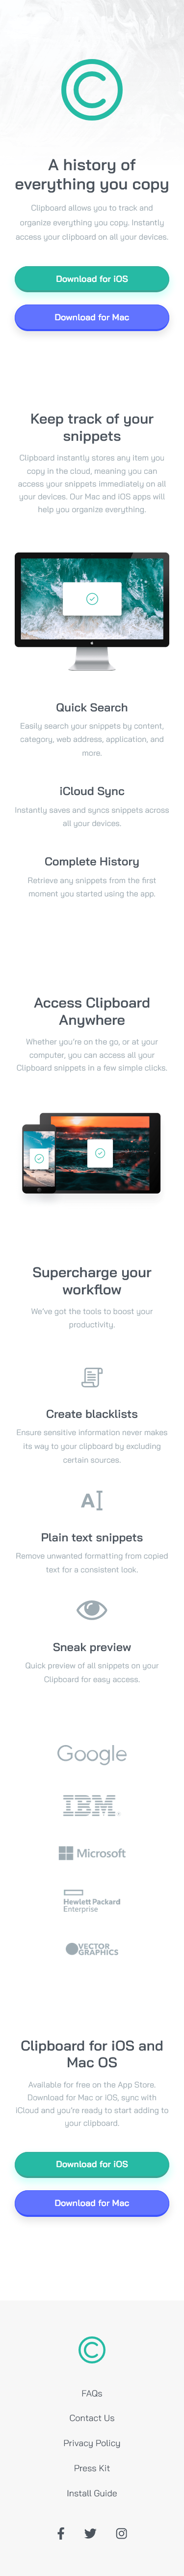 A history of
everything you copy
Clipboard allows you to track and
organize everything you copy. Instantly
access your clipboard on all your devices.
Download for iOS
Download for Mac
Keep track of your
snippets
Clipboard instantly stores any item you
copy in the cloud, meaning you can
access your snippets immediately on all
your devices. Our Mac and iOS apps will
help you organize everything.
Quick Search
Easily search your snippets by content,
category, web address, application, and
more.
iCloud Sync
Instantly saves and syncs snippets across
all your devices.
Complete History
Retrieve any snippets from the first
moment you started using the app.
Access Clipboard
Anywhere
Whether you're on the go, or at your
computer, you can access all your
Clipboard snippets in a few simple clicks.
Supercharge your
workflow
We've got the tools to boost your
productivity.
Create blacklists
Ensure sensitive information never makes
its way to your clipboard by excluding
certain sources.
Plain text snippets
Remove unwanted formatting from copied
text for a consistent look.
Sneak preview
Quick preview of all snippets on your
Clipboard for easy access.
Google
IBM
Microsoft
Hewlett Packard
Enterprise
VECTOR
GRAPHICS
Clipboard for iOS and
Mac OS
Available for free on the App Store.
Download for Mac or iOS, sync with
iCloud and you're ready to start adding to
your clipboard.
Download for iOS
Download for Mac
FAQs
Contact Us
Privacy Policy
Press Kit
Install Guide